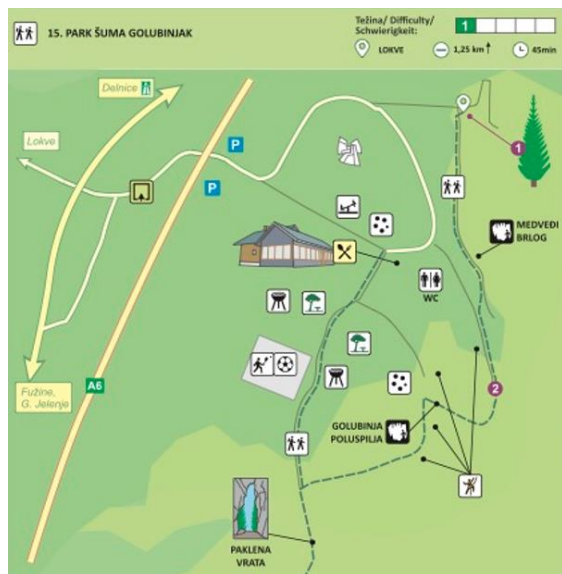 15. PARK ŠUMA GOLUBINJAK
Težina/ Difficulty/
Schwierigkeit:
1
LOKVE
1,25 km
45min
Delnice
Lokve
P
P
1
MEDVEĐI
BRLOG
WC
A6
Fužine,
G. Jelenje
2
GOLUBINJA
POLUSPILJA
PAKLENA
VRATA